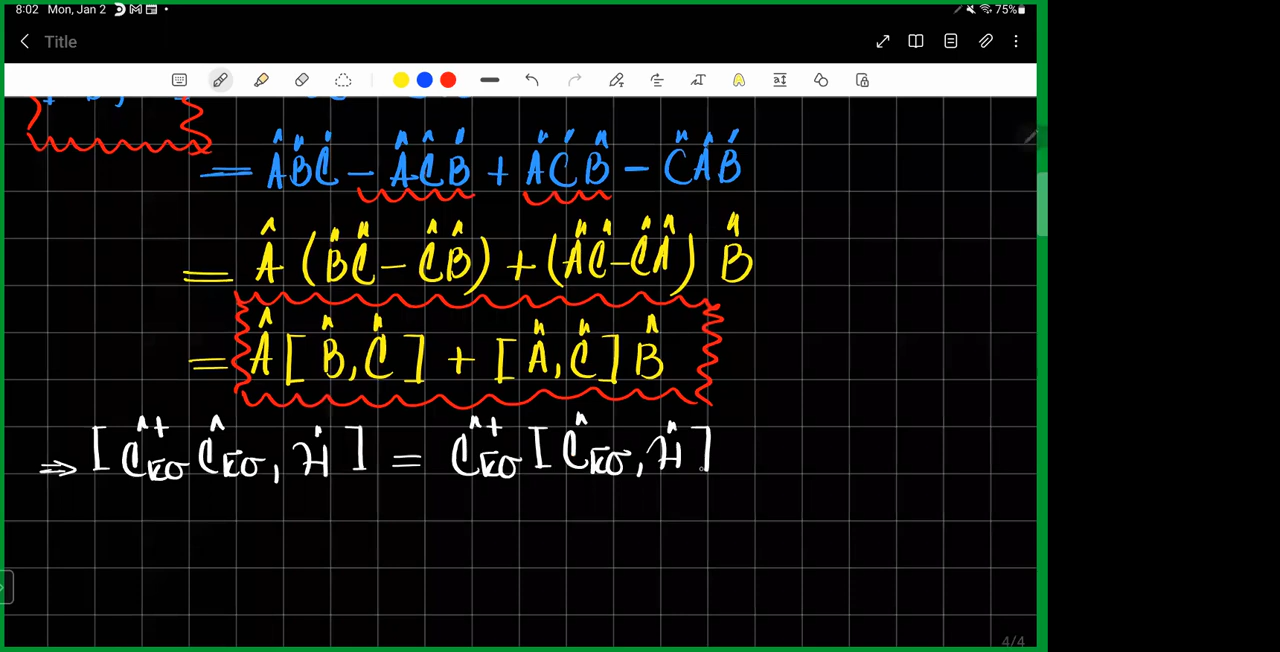 8:02 Mon, Jan 2 75%
Title
= ÂB̂Ĉ − ÂĈB̂ + ÂĈB̂ − ĈÂB̂
= Â (B̂Ĉ − ĈB̂) + (ÂĈ − ĈÂ) B̂
= Â [B̂, Ĉ] + [Â, Ĉ] B̂
⇒ [Ĉ⁺kσ Ĉkσ, Ĥ] = Ĉ⁺kσ [Ĉkσ, Ĥ]
4/4